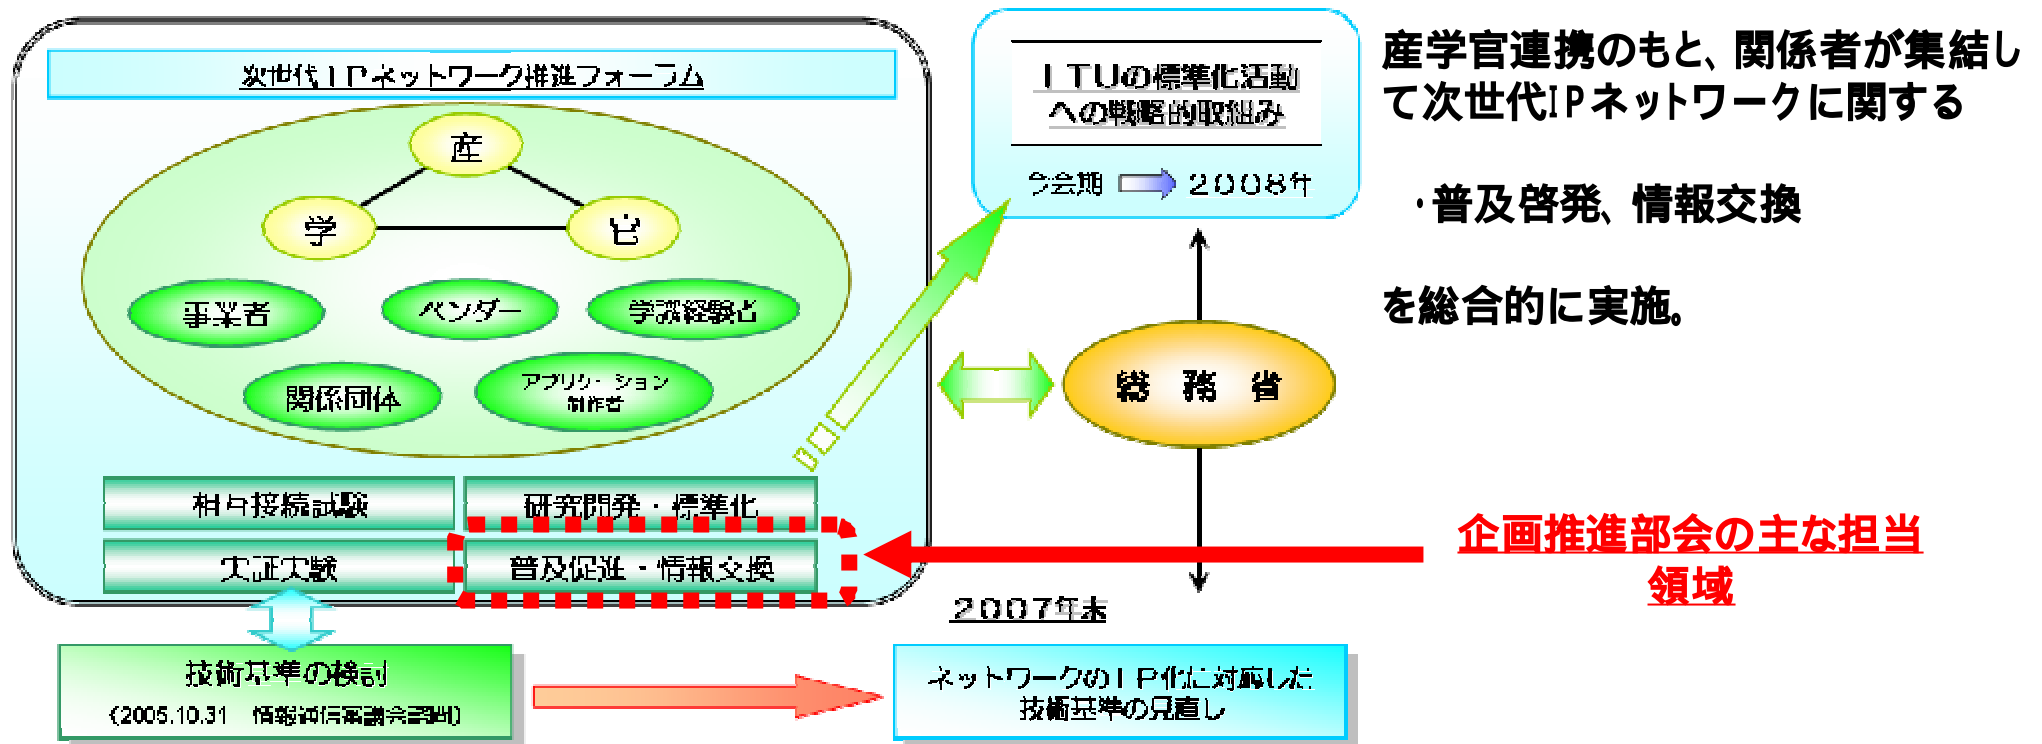 次世代ＩＰネットワーク推進フォーラム
産
学
官
事業者
ベンダー
学識経験者
関係団体
アプリケーション
制作者
相互接続試験
研究開発・標準化
実証実験
普及促進・情報交換
技術基準の検討
(2005.10.31 情報通信審議会諮問)
ＩＴＵの標準化活動
への戦略的取組み
今会期
２００８年
総 務 省
２００７年末
ネットワークのＩＰ化に対応した
技術基準の見直し
産学官連携のもと、関係者が集結し
て次世代IPネットワークに関する
・普及啓発、情報交換
を総合的に実施。
企画推進部会の主な担当
領域